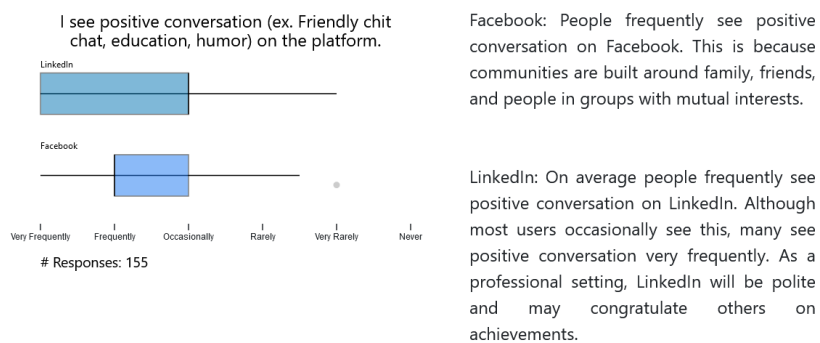 I see positive conversation (ex. Friendly chit
chat, education, humor) on the platform.
LinkedIn
Facebook
Very Frequently Frequently Occasionally Rarely Very Rarely Never
# Responses: 155
Facebook: People frequently see positive
conversation on Facebook. This is because
communities are built around family, friends,
and people in groups with mutual interests.
LinkedIn: On average people frequently see
positive conversation on LinkedIn. Although
most users occasionally see this, many see
positive conversation very frequently. As a
professional setting, LinkedIn will be polite
and may congratulate others on
achievements.